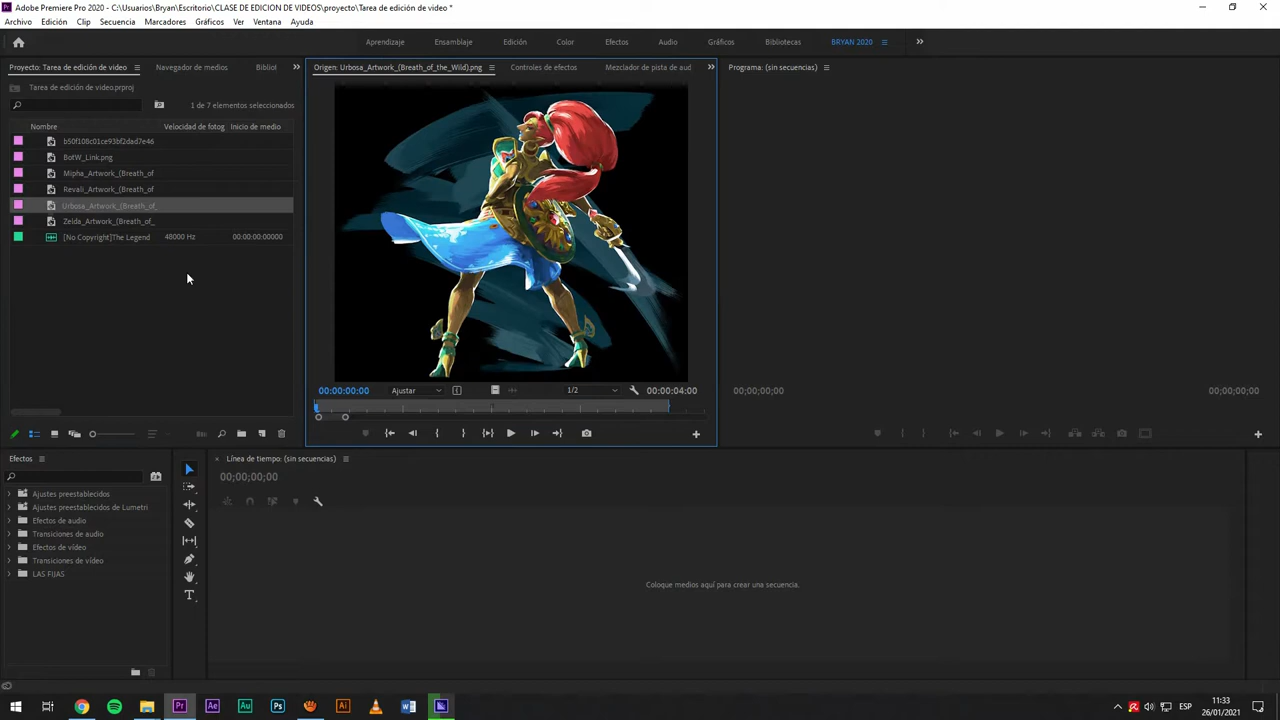 Adobe Premiere Pro 2020 - C:\Usuarios\Bryan\Escritorio\CLASE DE EDICION DE VIDEOS\proyecto\Tarea de edición de video *
Archivo Edición Clip Secuencia Marcadores Gráficos Ver Ventana Ayuda
Aprendizaje Ensamblaje Edición Color Efectos Audio Gráficos Bibliotecas BRYAN 2020
Proyecto: Tarea de edición de video Navegador de medios Bibliot
Origen: Urbosa_Artwork_(Breath_of_the_Wild).png Controles de efectos Mezclador de pista de aud
Programa: (sin secuencias)
Tarea de edición de video.prproj
1 de 7 elementos seleccionados
Nombre Velocidad de fotog Inicio de medio
b50f108c01ce93bf2dad7e46
BotW_Link.png
Mipha_Artwork_(Breath_of
Revali_Artwork_(Breath_of
Urbosa_Artwork_(Breath_of_
Zelda_Artwork_(Breath_of_
[No Copyright]The Legend 48000 Hz 00:00:00:00000
00:00:00:00 Ajustar 1/2 00:00:04:00
00;00;00;00 00;00;00;00
Efectos
Ajustes preestablecidos
Ajustes preestablecidos de Lumetri
Efectos de audio
Transiciones de audio
Efectos de vídeo
Transiciones de vídeo
LAS FIJAS
Línea de tiempo: (sin secuencias)
00;00;00;00
Coloque medios aquí para crear una secuencia.
ESP
11:33
26/01/2021